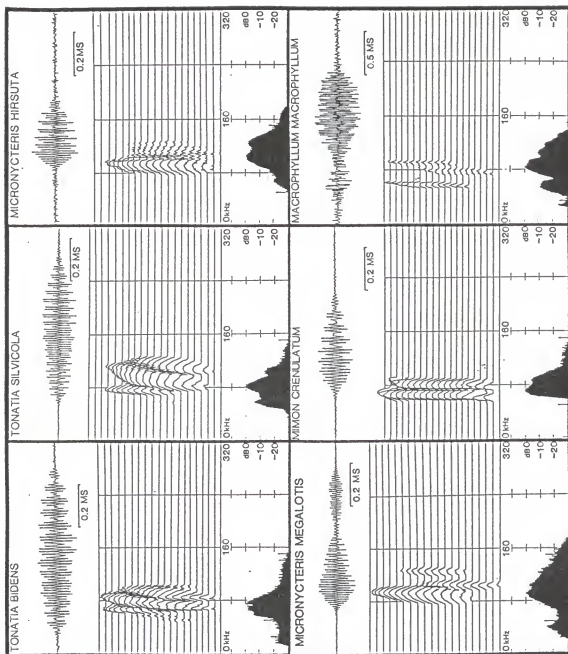 TONATIA BIDENS
0.2 MS
0 kHz 160 320
dB0
-10
-20
TONATIA SILVICOLA
0.2 MS
0 kHz 160 320
dB0
-10
-20
MICRONYCTERIS HIRSUTA
0.2 MS
0 kHz 160 320
dB0
-10
-20
MICRONYCTERIS MEGALOTIS
0.2 MS
0 kHz 160 320
dB0
-10
-20
MIMON CRENULATUM
0.2 MS
0 kHz 160 320
dB0
-10
-20
MACROPHYLLUM MACROPHYLLUM
0.5 MS
0 kHz 160 320
dB0
-10
-20